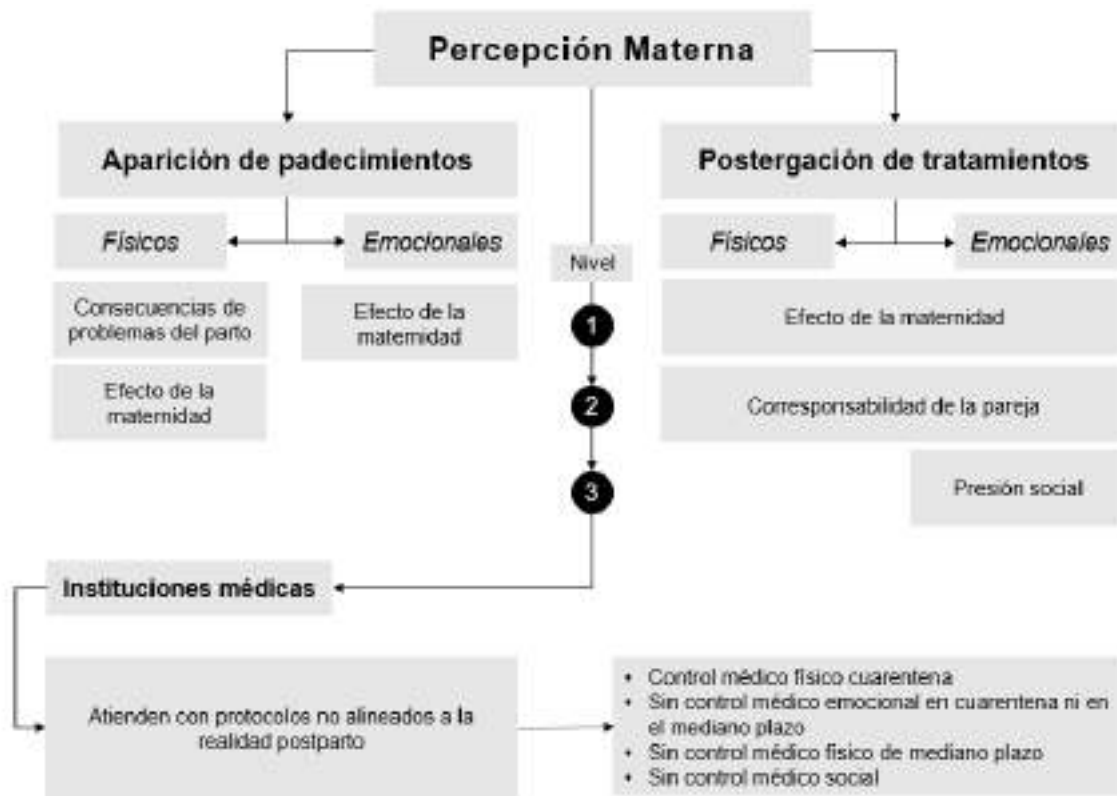 Percepción Materna
Aparición de padecimientos
Físicos
Emocionales
Consecuencias de
problemas del parto
Efecto de la
maternidad
Efecto de la
maternidad
Nivel
1
2
3
Postergación de tratamientos
Físicos
Emocionales
Efecto de la maternidad
Corresponsabilidad de la pareja
Presión social
Instituciones médicas
Atienden con protocolos no alineados a la
realidad postparto
• Control médico físico cuarentena
• Sin control médico emocional en cuarentena ni en
el mediano plazo
• Sin control médico físico de mediano plazo
• Sin control médico social